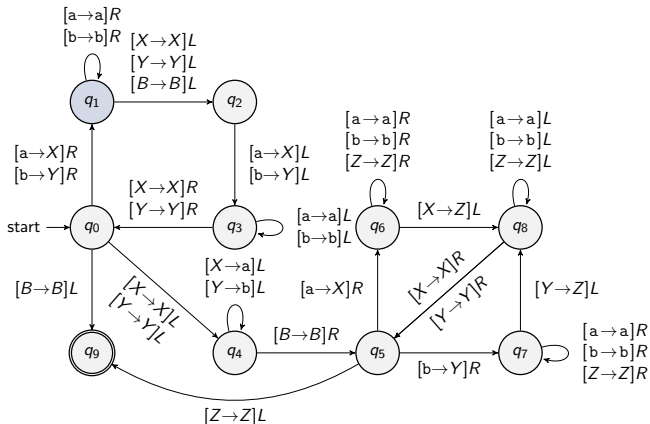 [a→a]R
[b→b]R
[X→X]L
[Y→Y]L
[B→B]L
q1
q2
[a→X]R
[b→Y]R
[a→X]L
[b→Y]L
[X→X]R
[Y→Y]R
start
q0
q3
[a→a]L
[b→b]L
[a→a]R
[b→b]R
[Z→Z]R
[a→a]L
[b→b]L
[Z→Z]L
q6
[X→Z]L
q8
[B→B]L
[X→X]L
[Y→Y]L
[X→a]L
[Y→b]L
[a→X]R
[X→X]R
[Y→Y]R
[Y→Z]L
q9
q4
[B→B]R
q5
[b→Y]R
q7
[a→a]R
[b→b]R
[Z→Z]R
[Z→Z]L